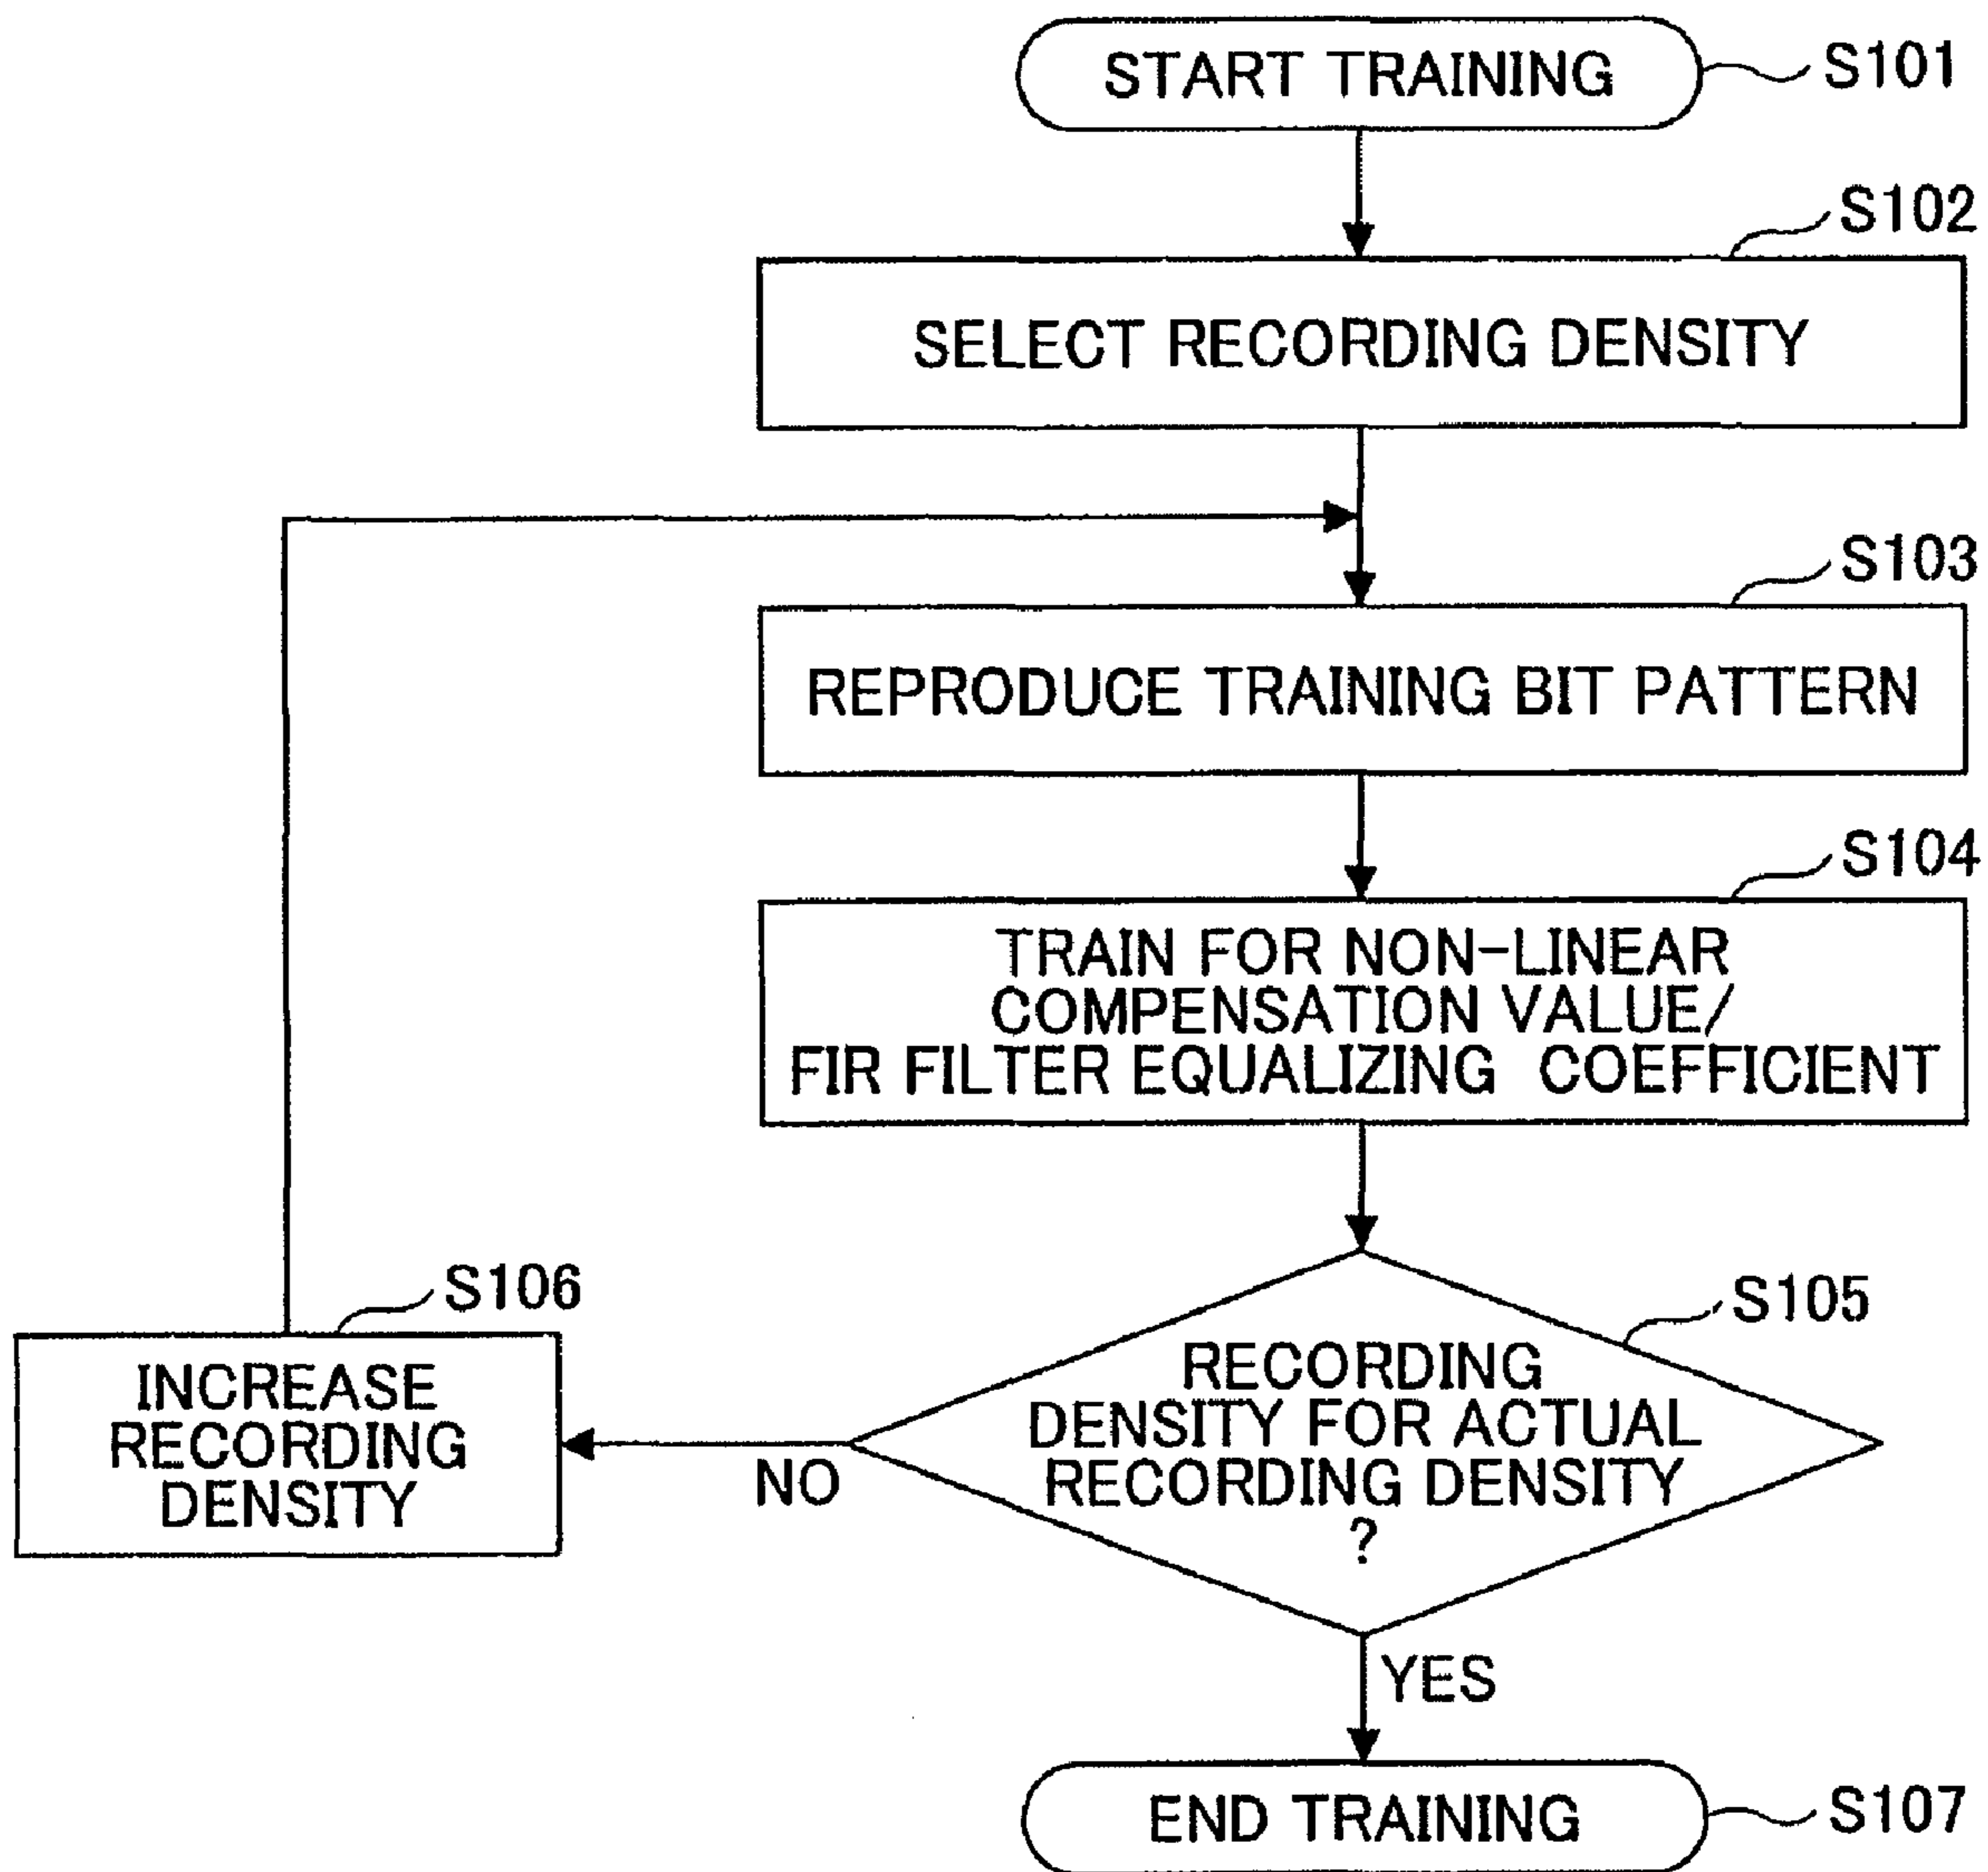 START TRAINING
S101
S102
SELECT RECORDING DENSITY
S103
REPRODUCE TRAINING BIT PATTERN
S104
TRAIN FOR NON-LINEAR
COMPENSATION VALUE/
FIR FILTER EQUALIZING COEFFICIENT
S105
RECORDING
DENSITY FOR ACTUAL
RECORDING DENSITY
?
NO
S106
INCREASE
RECORDING
DENSITY
YES
END TRAINING
S107